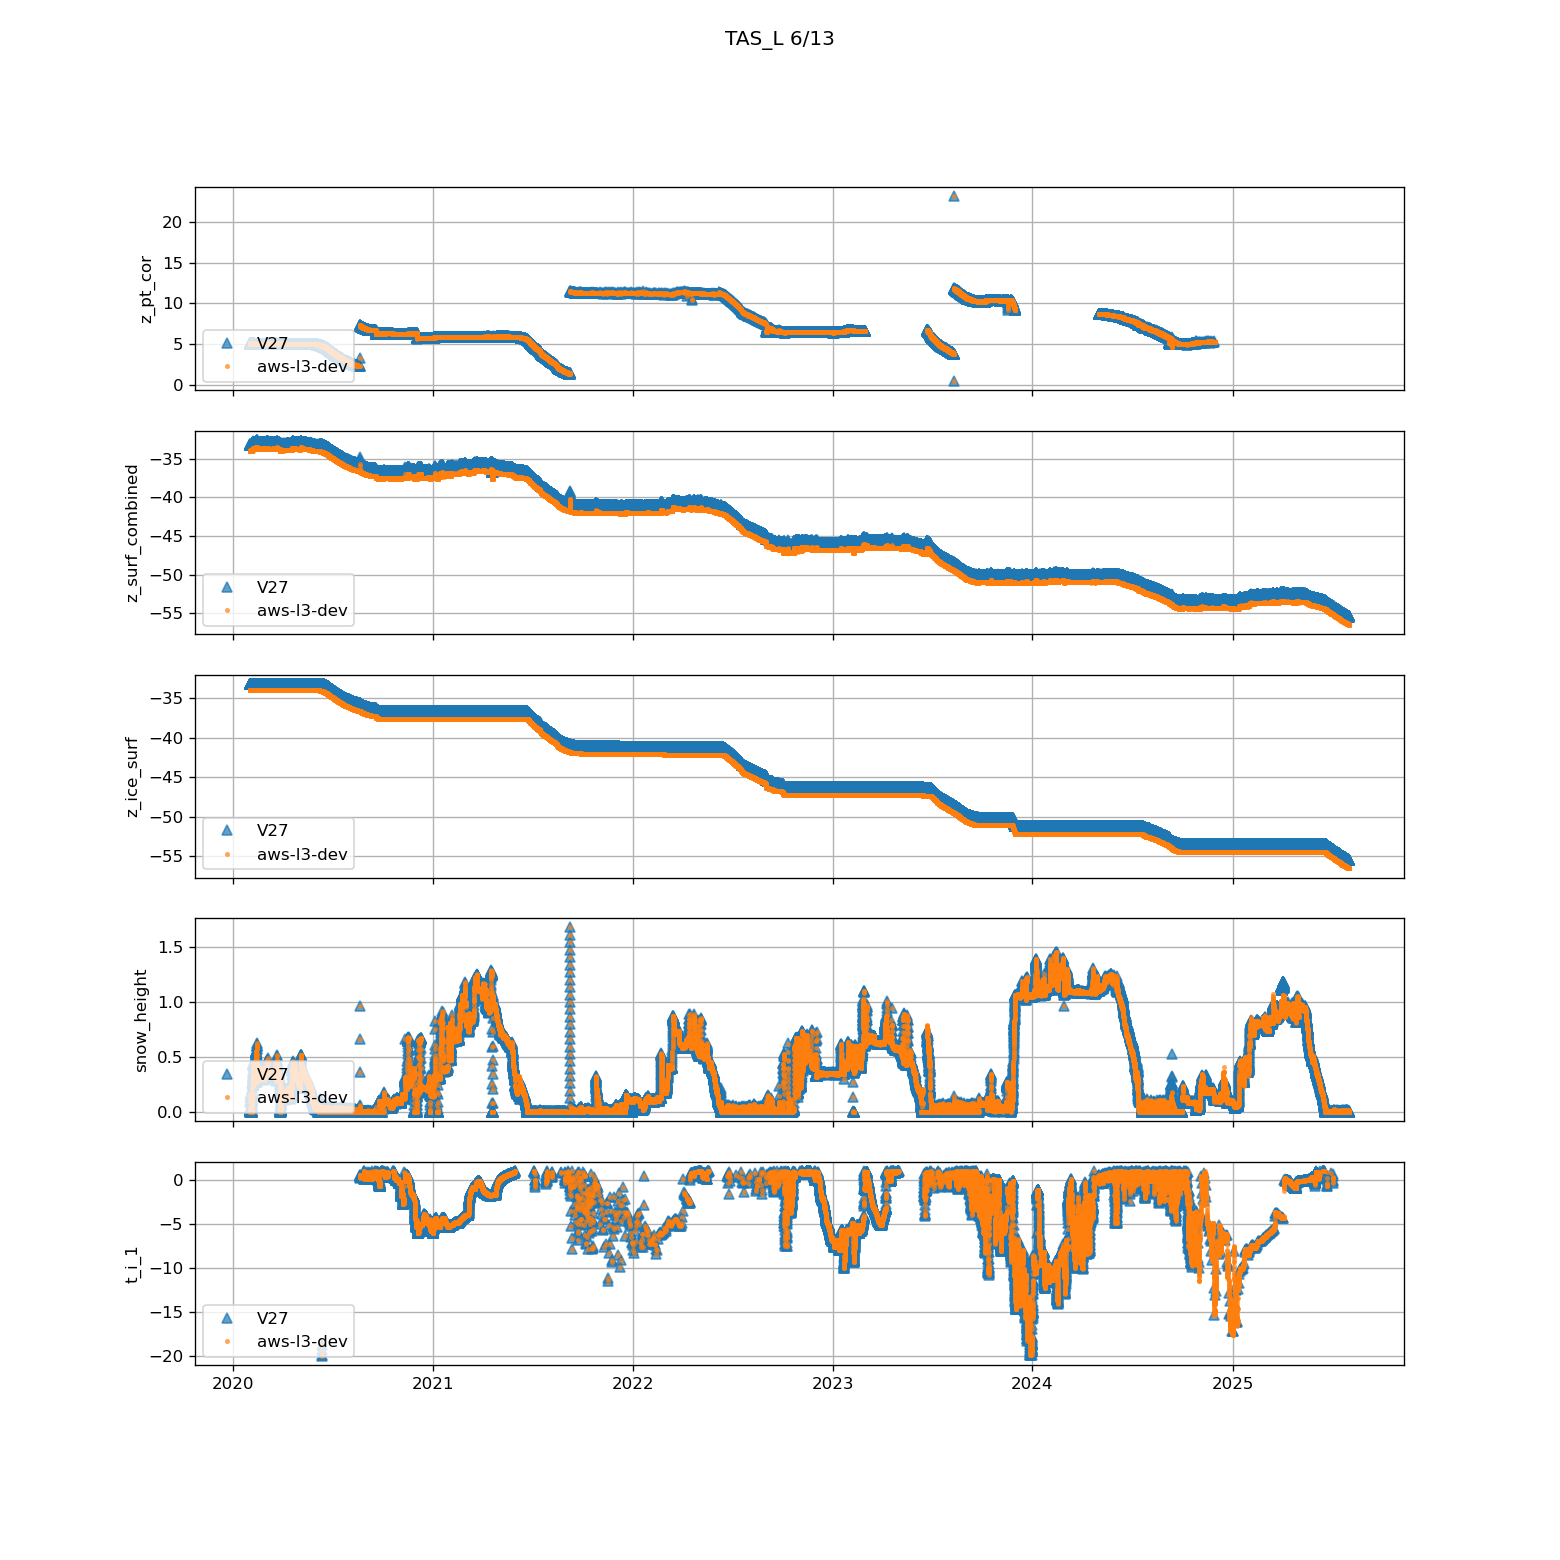 TAS_L 6/13
20
15
10
5
0
z_pt_cor
V27
aws-l3-dev
−35
−40
−45
−50
−55
z_surf_combined
V27
aws-l3-dev
−35
−40
−45
−50
−55
z_ice_surf
V27
aws-l3-dev
1.5
1.0
0.5
0.0
snow_height
V27
aws-l3-dev
0
−5
−10
−15
−20
t_i_1
V27
aws-l3-dev
2020 2021 2022 2023 2024 2025